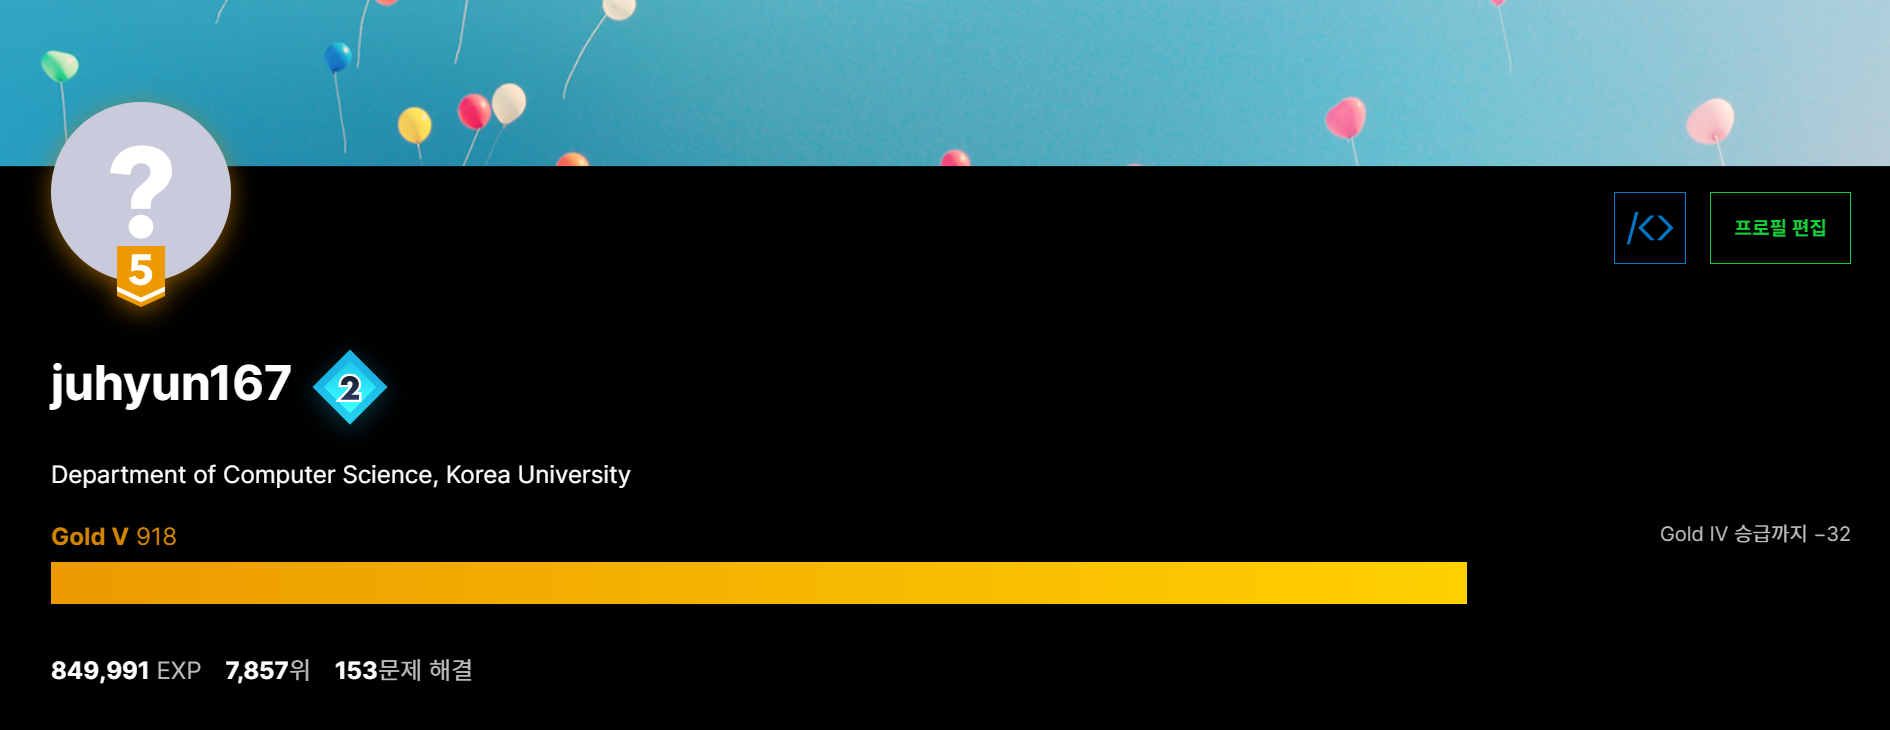 ?
5
/<>
프로필 편집
juhyun167 2
Department of Computer Science, Korea University
Gold V 918
Gold IV 승급까지 −32
849,991 EXP 7,857위 153문제 해결